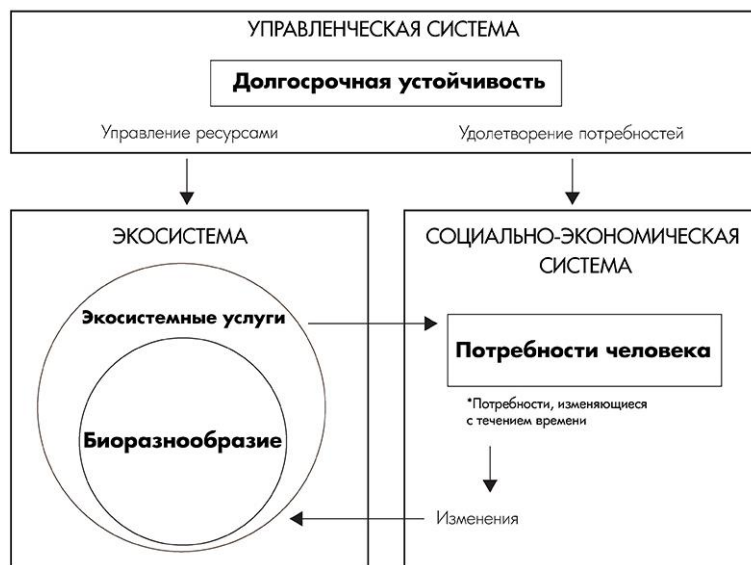 УПРАВЛЕНЧЕСКАЯ СИСТЕМА
Долгосрочная устойчивость
Управление ресурсами
Удолетворение потребностей
ЭКОСИСТЕМА
Экосистемные услуги
Биоразнообразие
СОЦИАЛЬНО-ЭКОНОМИЧЕСКАЯ
СИСТЕМА
Потребности человека
*Потребности, изменяющиеся
с течением времени
Изменения